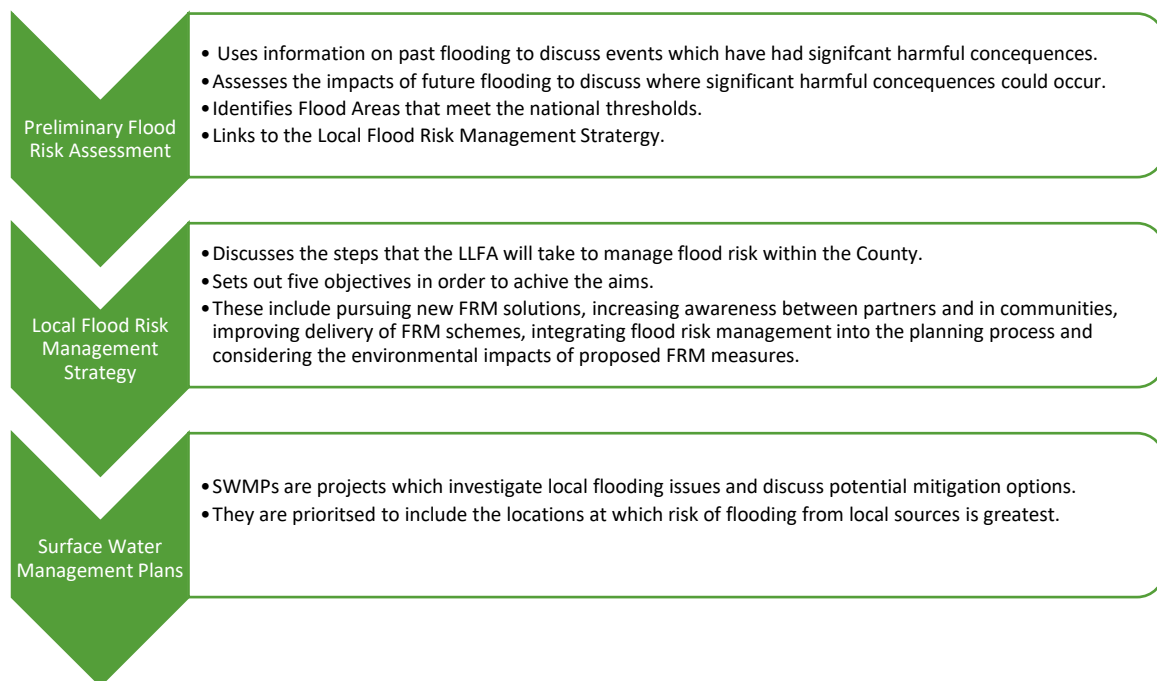 Preliminary Flood
Risk Assessment
• Uses information on past flooding to discuss events which have had signifcant harmful concequences.
•Assesses the impacts of future flooding to discuss where significant harmful concequences could occur.
•Identifies Flood Areas that meet the national thresholds.
•Links to the Local Flood Risk Management Stratergy.
Local Flood Risk
Management
Strategy
•Discusses the steps that the LLFA will take to manage flood risk within the County.
•Sets out five objectives in order to achive the aims.
•These include pursuing new FRM solutions, increasing awareness between partners and in communities,
improving delivery of FRM schemes, integrating flood risk management into the planning process and
considering the environmental impacts of proposed FRM measures.
Surface Water
Management Plans
•SWMPs are projects which investigate local flooding issues and discuss potential mitigation options.
•They are prioritsed to include the locations at which risk of flooding from local sources is greatest.